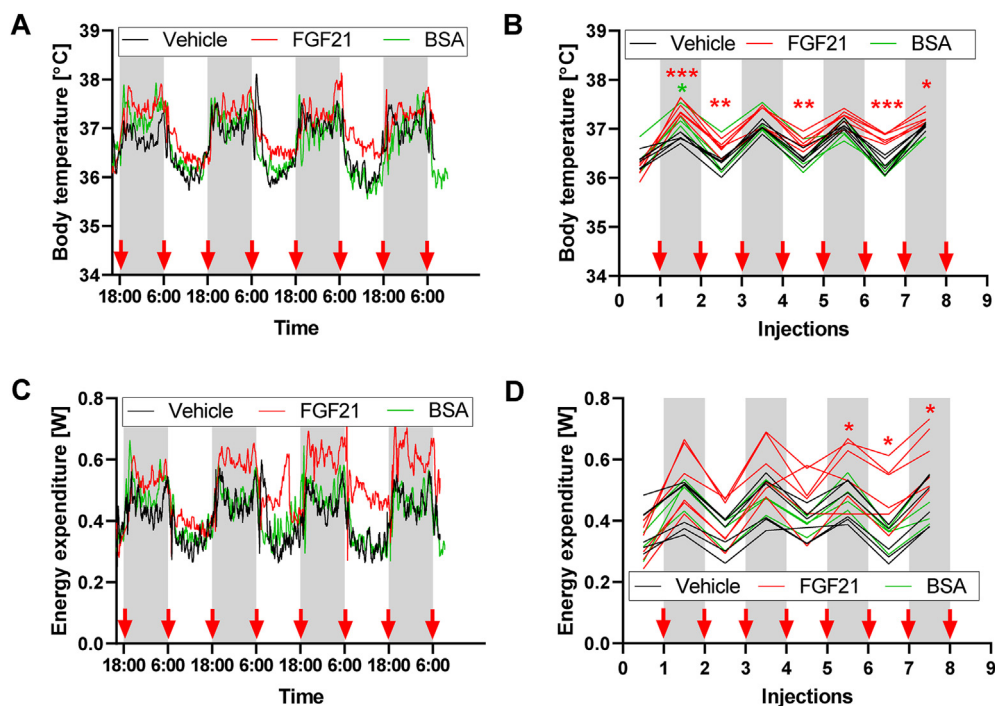 A
Vehicle FGF21 BSA
Body temperature [°C]
39
38
37
36
35
34
18:00 6:00 18:00 6:00 18:00 6:00 18:00 6:00
Time
B
Vehicle FGF21 BSA
Body temperature [°C]
39
38
37
36
35
34
*** ** ** *** *
*
0 1 2 3 4 5 6 7 8 9
Injections
C
Vehicle FGF21 BSA
Energy expenditure [W]
0.8
0.6
0.4
0.2
0.0
18:00 6:00 18:00 6:00 18:00 6:00 18:00 6:00
Time
D
Energy expenditure [W]
0.8
0.6
0.4
0.2
0.0
* * *
Vehicle FGF21 BSA
0 1 2 3 4 5 6 7 8 9
Injections